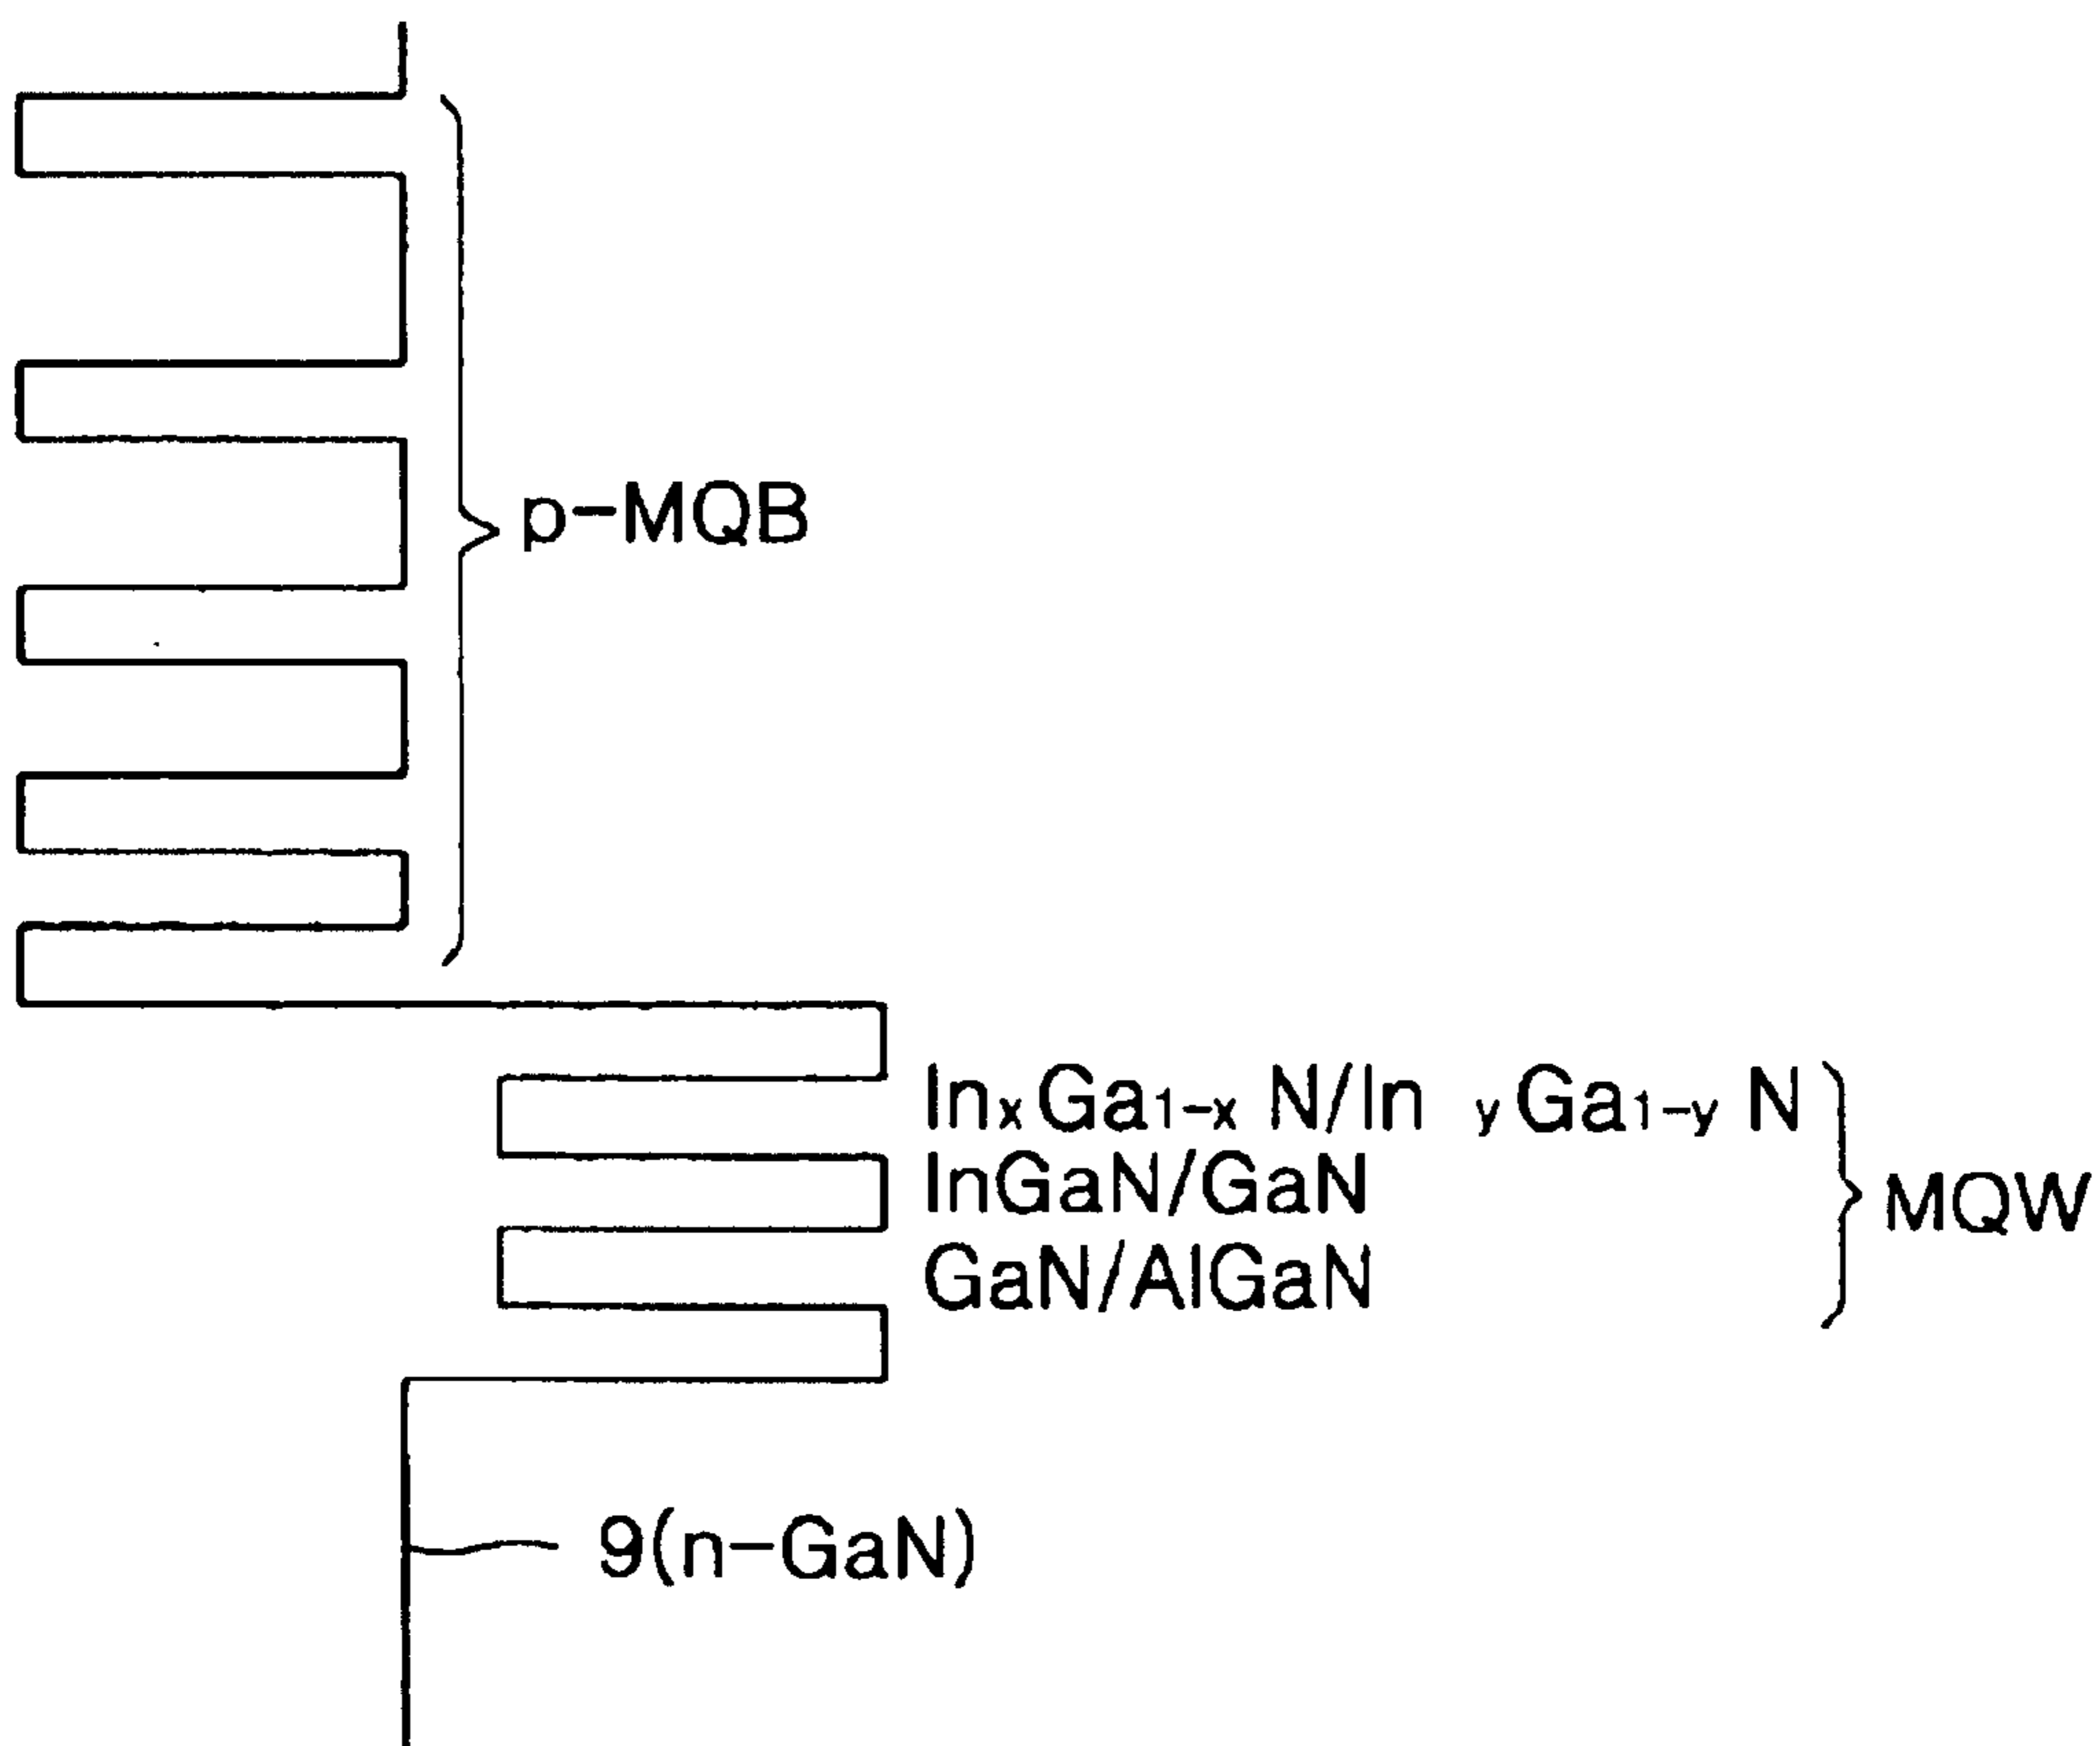 p-MQB
InxGa1-x N/In yGa1-y N
InGaN/GaN
GaN/AlGaN
MQW
9(n-GaN)